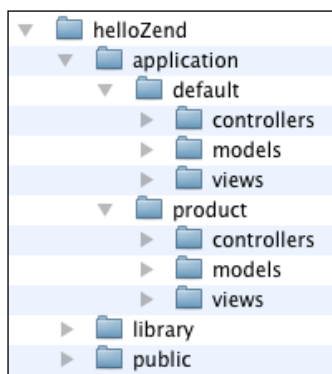 helloZend
application
default
controllers
models
views
product
controllers
models
views
library
public